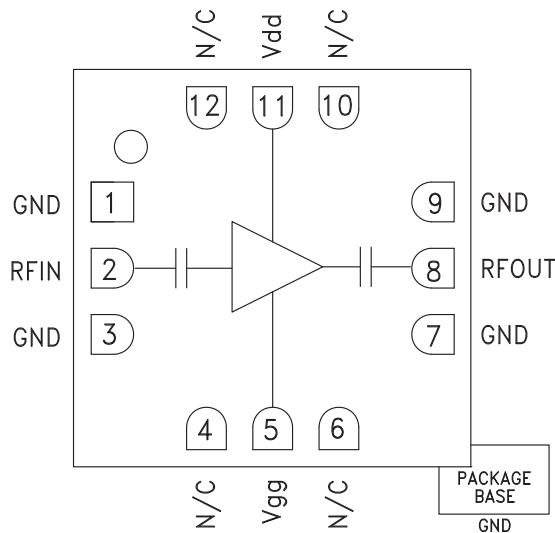 N/C
Vdd
N/C
12
11
10
GND
1
9
GND
RFIN
2
8
RFOUT
GND
3
7
GND
4
5
6
N/C
Vgg
N/C
PACKAGE
BASE
GND